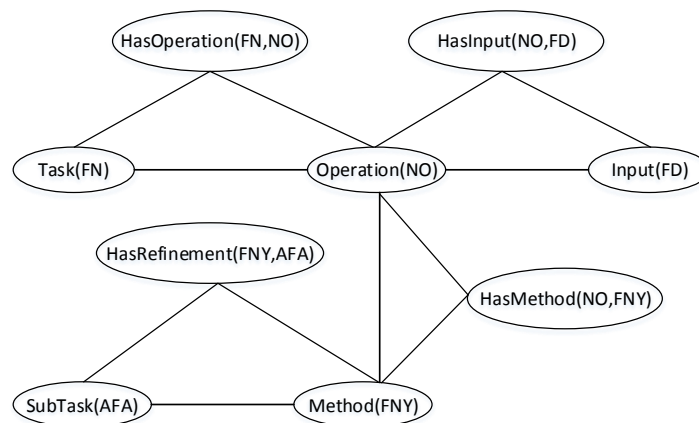 HasOperation(FN,NO)
HasInput(NO,FD)
Task(FN)
Operation(NO)
Input(FD)
HasRefinement(FNY,AFA)
HasMethod(NO,FNY)
SubTask(AFA)
Method(FNY)